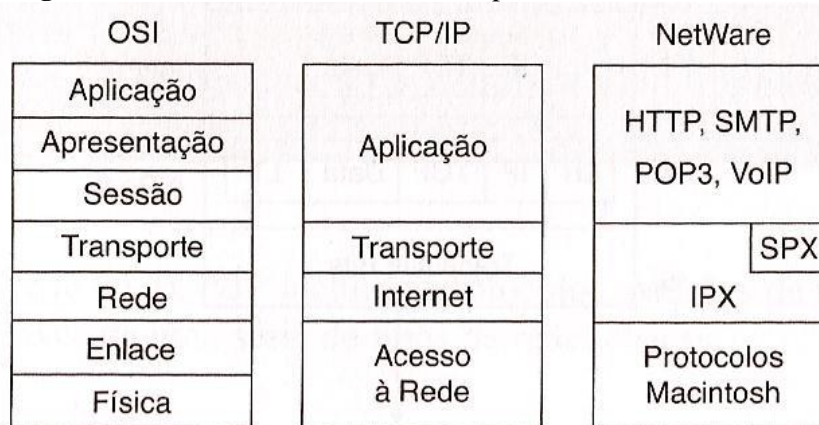 OSI
Aplicação
Apresentação
Sessão
Transporte
Rede
Enlace
Física
TCP/IP
Aplicação
Transporte
Internet
Acesso
à Rede
NetWare
HTTP, SMTP,
POP3, VoIP
SPX
IPX
Protocolos
Macintosh